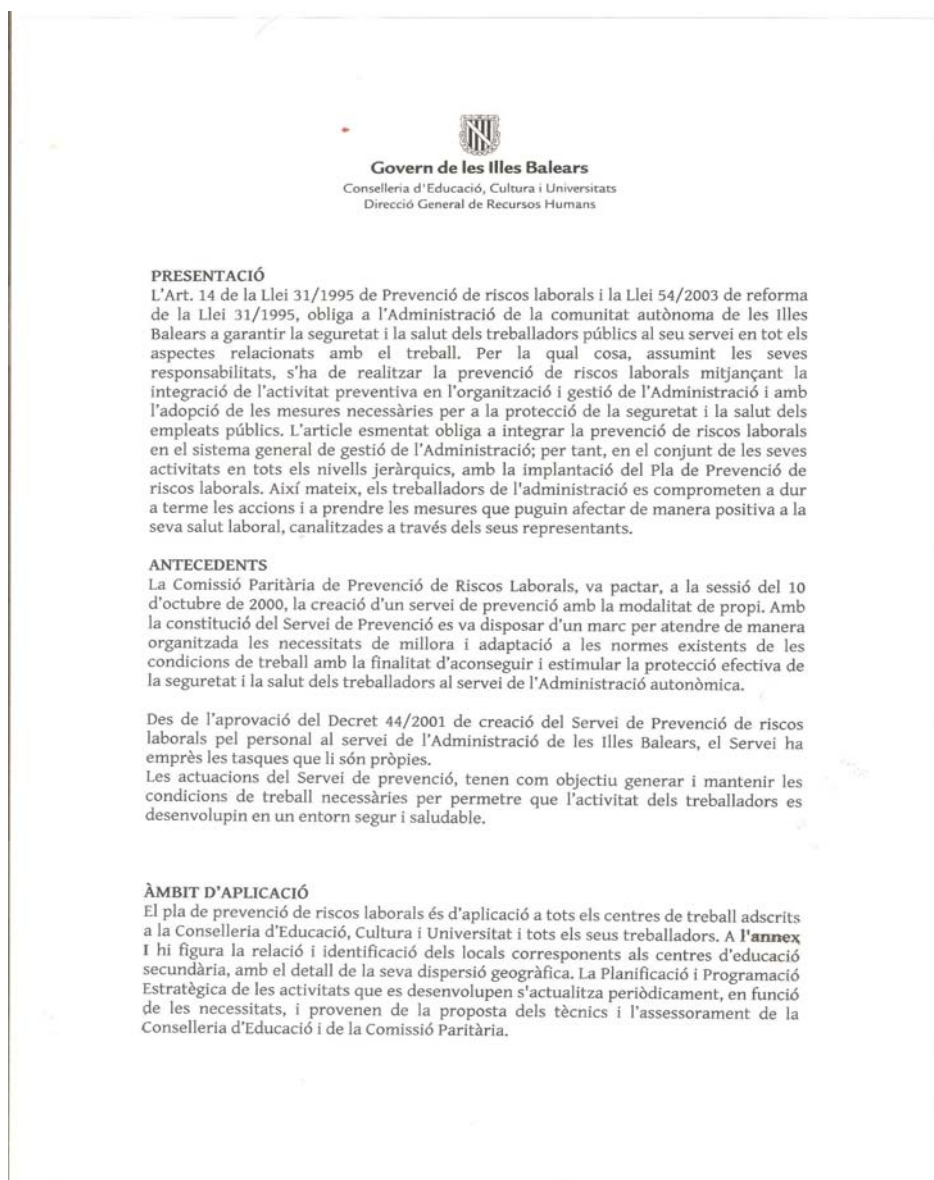 Govern de les Illes Balears
Conselleria d'Educació, Cultura i Universitats
Direcció General de Recursos Humans
PRESENTACIÓ
L'Art. 14 de la Llei 31/1995 de Prevenció de riscos laborals i la Llei 54/2003 de reforma
de la Llei 31/1995, obliga a l'Administració de la comunitat autònoma de les Illes
Balears a garantir la seguretat i la salut dels treballadors públics al seu servei en tot els
aspectes relacionats amb el treball. Per la qual cosa, assumint les seves
responsabilitats, s'ha de realitzar la prevenció de riscos laborals mitjançant la
integració de l'activitat preventiva en l'organització i gestió de l'Administració i amb
l'adopció de les mesures necessàries per a la protecció de la seguretat i la salut dels
empleats públics. L'article esmentat obliga a integrar la prevenció de riscos laborals
en el sistema general de gestió de l'Administració; per tant, en el conjunt de les seves
activitats en tots els nivells jeràrquics, amb la implantació del Pla de Prevenció de
riscos laborals. Així mateix, els treballadors de l'administració es comprometen a dur
a terme les accions i a prendre les mesures que puguin afectar de manera positiva a la
seva salut laboral, canalitzades a través dels seus representants.
ANTECEDENTS
La Comissió Paritària de Prevenció de Riscos Laborals, va pactar, a la sessió del 10
d'octubre de 2000, la creació d'un servei de prevenció amb la modalitat de propi. Amb
la constitució del Servei de Prevenció es va disposar d'un marc per atendre de manera
organitzada les necessitats de millora i adaptació a les normes existents de les
condicions de treball amb la finalitat d'aconseguir i estimular la protecció efectiva de
la seguretat i la salut dels treballadors al servei de l'Administració autonòmica.
Des de l'aprovació del Decret 44/2001 de creació del Servei de Prevenció de riscos
laborals pel personal al servei de l'Administració de les Illes Balears, el Servei ha
emprès les tasques que li són pròpies.
Les actuacions del Servei de prevenció, tenen com objectiu generar i mantenir les
condicions de treball necessàries per permetre que l'activitat dels treballadors es
desenvolupin en un entorn segur i saludable.
ÀMBIT D'APLICACIÓ
El pla de prevenció de riscos laborals és d'aplicació a tots els centres de treball adscrits
a la Conselleria d'Educació, Cultura i Universitat i tots els seus treballadors. A l'annex
I hi figura la relació i identificació dels locals corresponents als centres d'educació
secundària, amb el detall de la seva dispersió geogràfica. La Planificació i Programació
Estratègica de les activitats que es desenvolupen s'actualitza periòdicament, en funció
de les necessitats, i provenen de la proposta dels tècnics i l'assessorament de la
Conselleria d'Educació i de la Comissió Paritària.